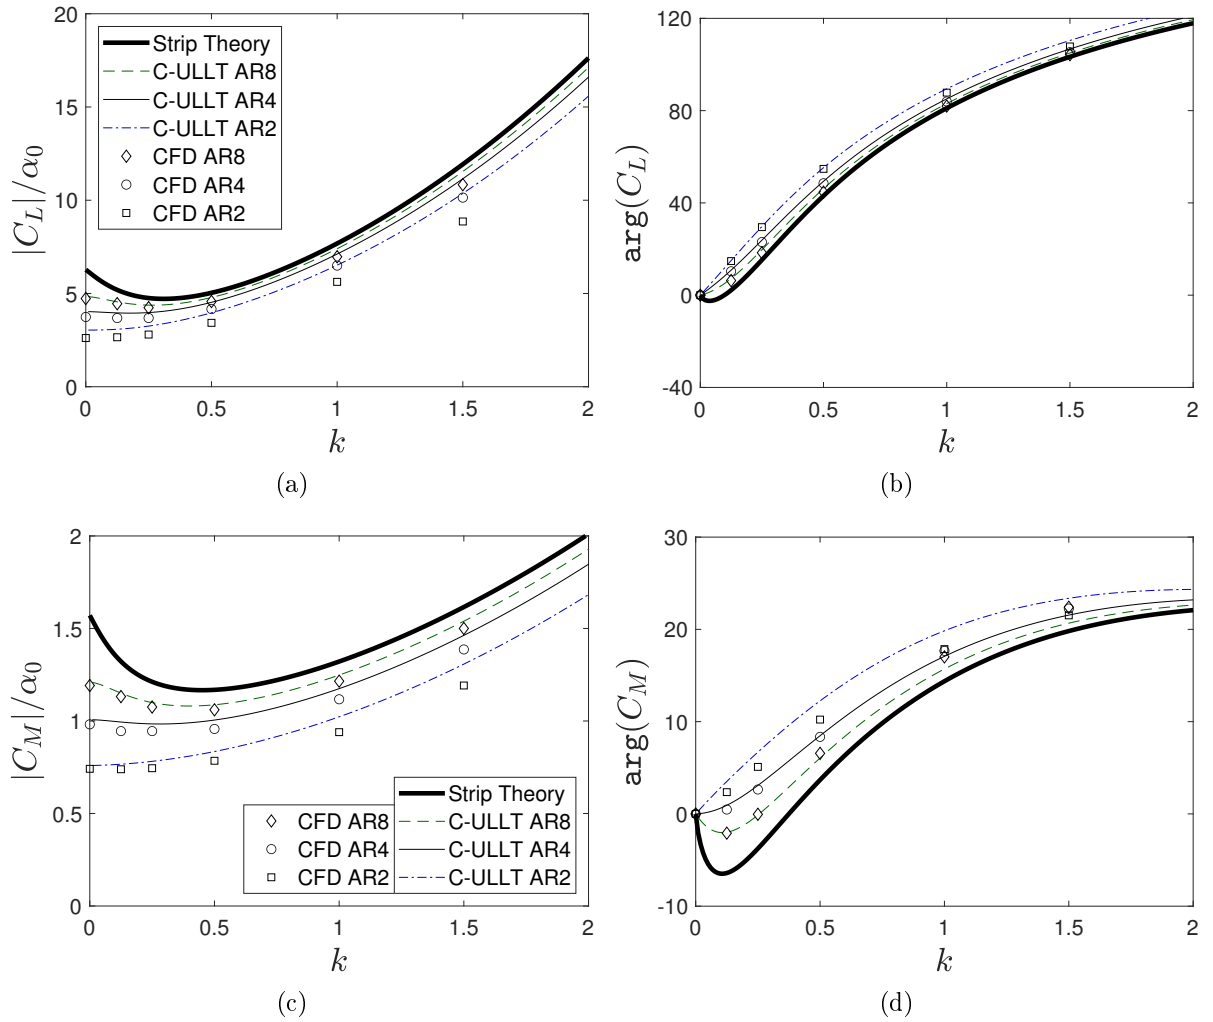 20
15
10
5
0
|C_L|/α_0
0
0.5
1
1.5
2
k
Strip Theory
C-ULLT AR8
C-ULLT AR4
C-ULLT AR2
CFD AR8
CFD AR4
CFD AR2
(a)
120
80
40
0
-40
arg(C_L)
0
0.5
1
1.5
2
k
(b)
2
1.5
1
0.5
0
|C_M|/α_0
0
0.5
1
1.5
2
k
CFD AR8
CFD AR4
CFD AR2
Strip Theory
C-ULLT AR8
C-ULLT AR4
C-ULLT AR2
(c)
30
20
10
0
-10
arg(C_M)
0
0.5
1
1.5
2
k
(d)